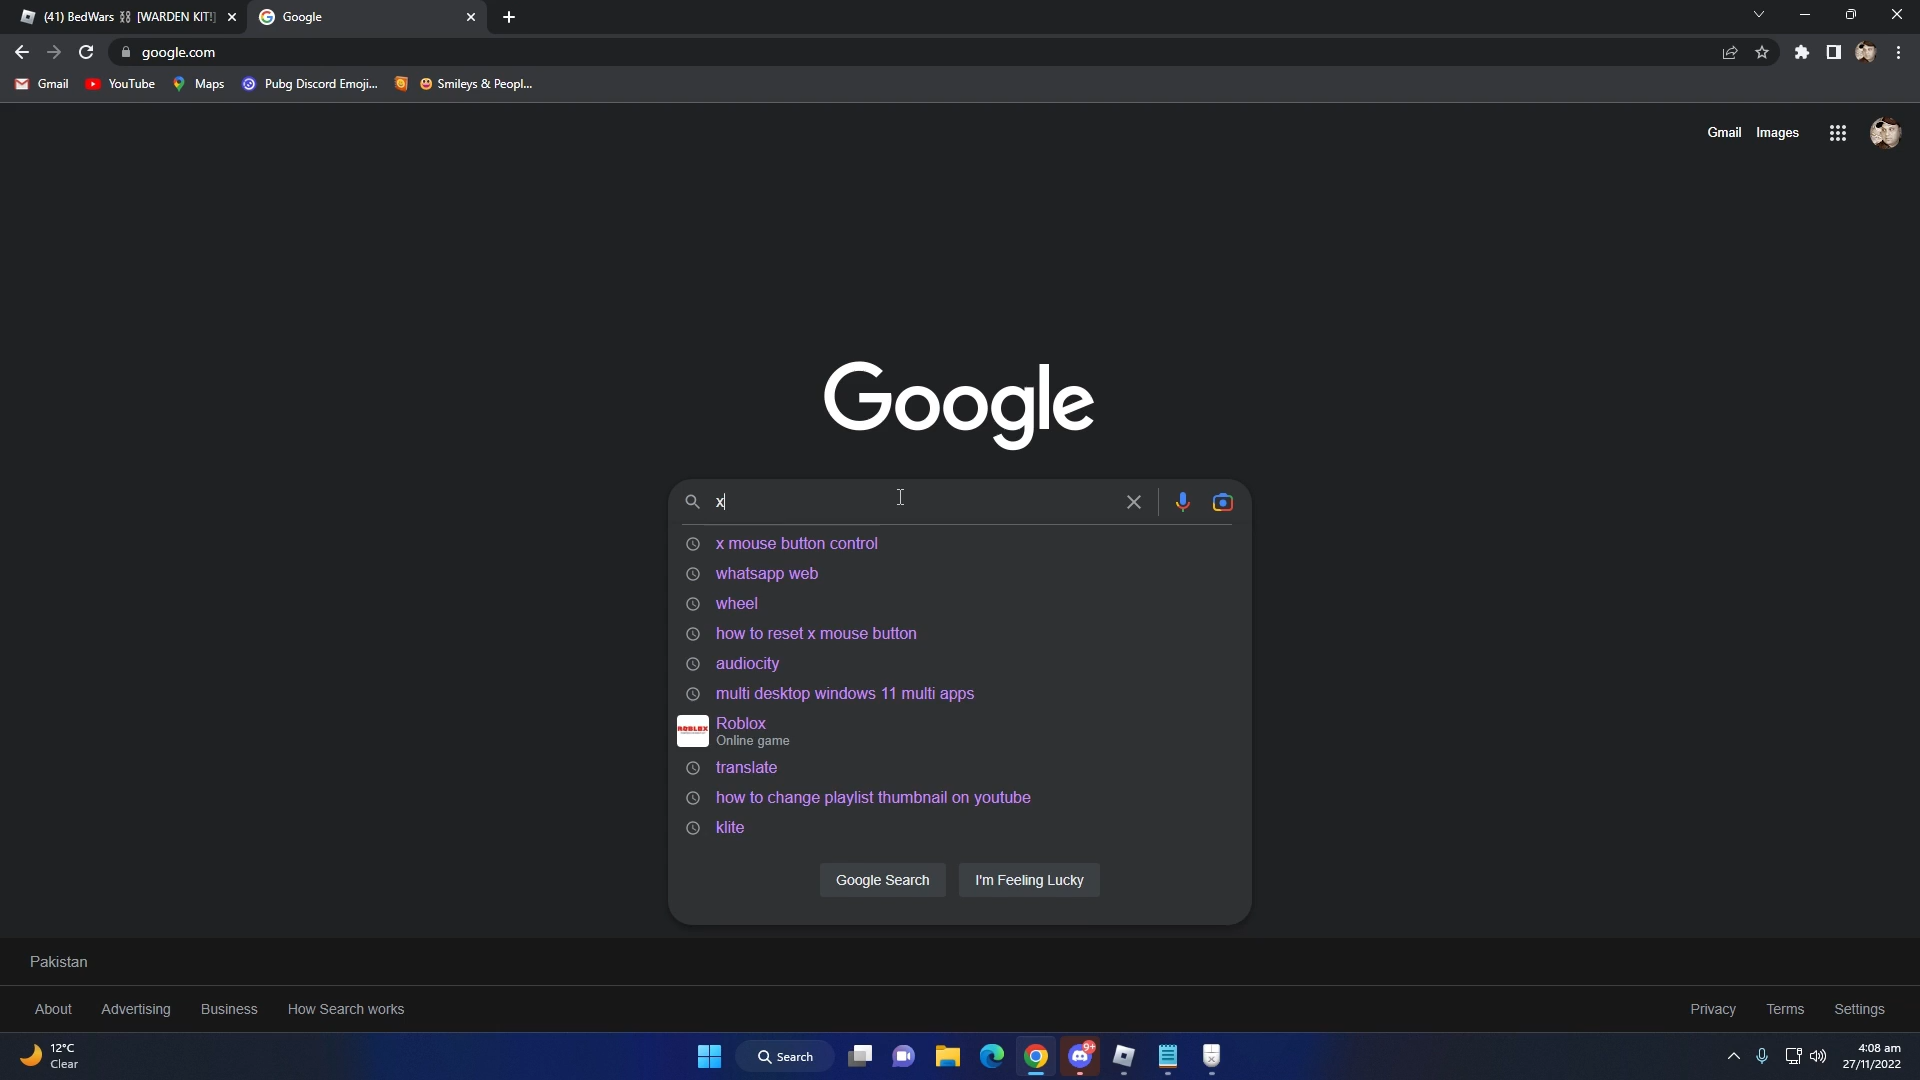 (41) BedWars ⛓ [WARDEN KIT!]
Google
google.com
Gmail
YouTube
Maps
Pubg Discord Emoji...
Smileys & Peopl...
Gmail
Images
Google
x
x mouse button control
whatsapp web
wheel
how to reset x mouse button
audiocity
multi desktop windows 11 multi apps
ROBLOX
Roblox
Online game
translate
how to change playlist thumbnail on youtube
klite
Google Search
I'm Feeling Lucky
Pakistan
About
Advertising
Business
How Search works
Privacy
Terms
Settings
12°C
Clear
Search
9+
4:08 am
27/11/2022